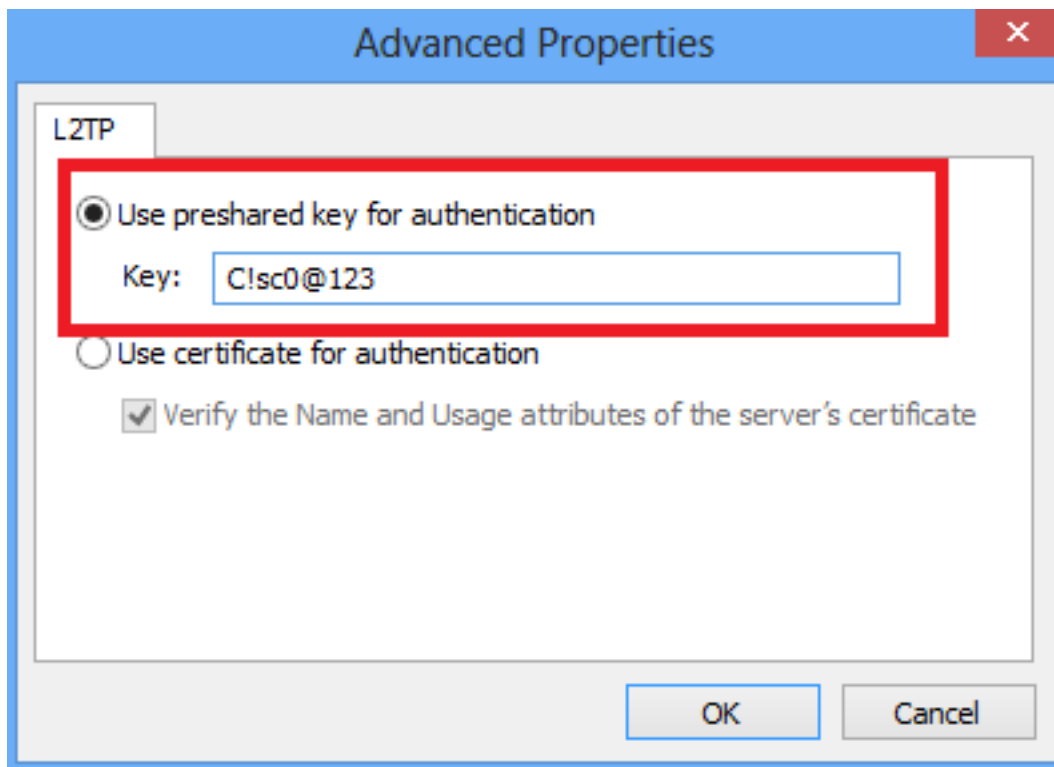 Advanced Properties
L2TP
Use preshared key for authentication
Key: C!sc0@123
Use certificate for authentication
Verify the Name and Usage attributes of the server's certificate
OK Cancel